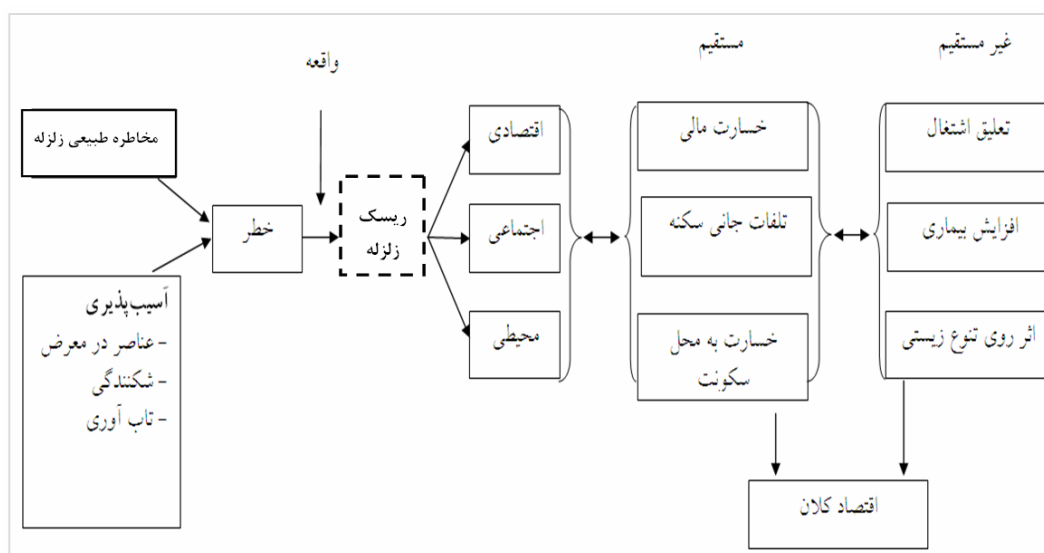 غیر مستقیم
مستقیم
واقعه
مخاطره طبیعی زلزله
اقتصادی
خسارت مالی
تعلیق اشتغال
خطر
ریسک
زلزله
اجتماعی
تلفات جانی سکنه
افزایش بیماری
آسیب‌پذیری
- عناصر در معرض
- شکنندگی
- تاب آوری
محیطی
خسارت به محل
سکونت
اثر روی تنوع زیستی
اقتصاد کلان